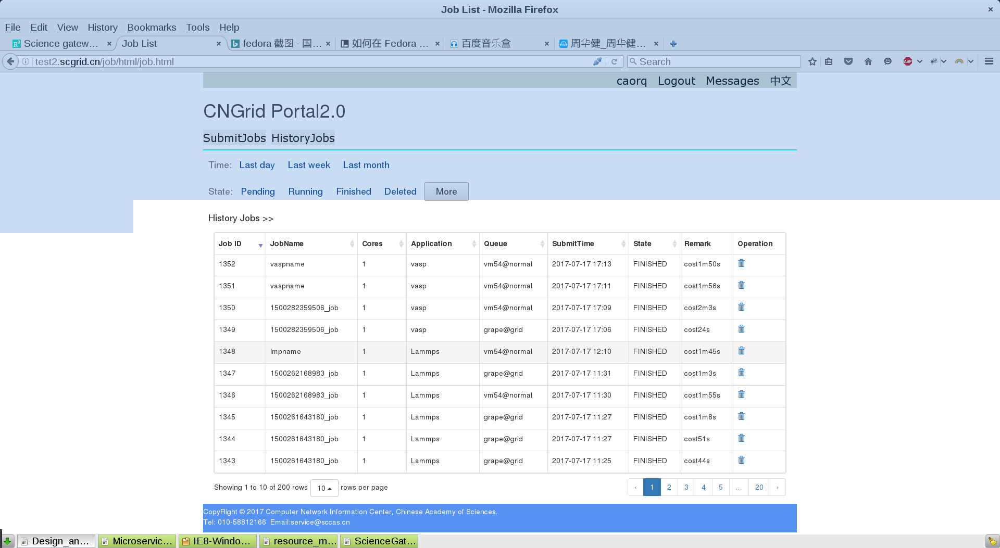 Job List - Mozilla Firefox
File Edit View History Bookmarks Tools Help
Science gatew... Job List fedora 截图 - 国... 如何在 Fedora ... 百度音乐盒 周华健_周华健...
test2.scgrid.cn/job/html/job.html Search ABP
caorq Logout Messages 中文
CNGrid Portal2.0
SubmitJobs HistoryJobs
Time: Last day Last week Last month
State: Pending Running Finished Deleted More
History Jobs >>
Job ID JobName Cores Application Queue SubmitTime State Remark Operation
1352 vaspname 1 vasp vm54@normal 2017-07-17 17:13 FINISHED cost1m50s
1351 vaspname 1 vasp vm54@normal 2017-07-17 17:11 FINISHED cost1m56s
1350 1500282359506_job 1 vasp vm54@normal 2017-07-17 17:09 FINISHED cost2m3s
1349 1500282359506_job 1 vasp grape@grid 2017-07-17 17:06 FINISHED cost24s
1348 lmpname 1 Lammps vm54@normal 2017-07-17 12:10 FINISHED cost1m45s
1347 1500262168983_job 1 Lammps grape@grid 2017-07-17 11:31 FINISHED cost1m3s
1346 1500262168983_job 1 Lammps vm54@normal 2017-07-17 11:30 FINISHED cost1m55s
1345 1500261643180_job 1 Lammps grape@grid 2017-07-17 11:27 FINISHED cost1m8s
1344 1500261643180_job 1 Lammps grape@grid 2017-07-17 11:27 FINISHED cost51s
1343 1500261643180_job 1 Lammps grape@grid 2017-07-17 11:25 FINISHED cost44s
Showing 1 to 10 of 200 rows 10 rows per page ‹ 1 2 3 4 5 ... 20 ›
CopyRight © 2017 Computer Network Information Center, Chinese Academy of Sciences.
Tel: 010-58812166 Email:service@sccas.cn
Design_an... Microservic... IE8-Windo... resource_m... ScienceGat...